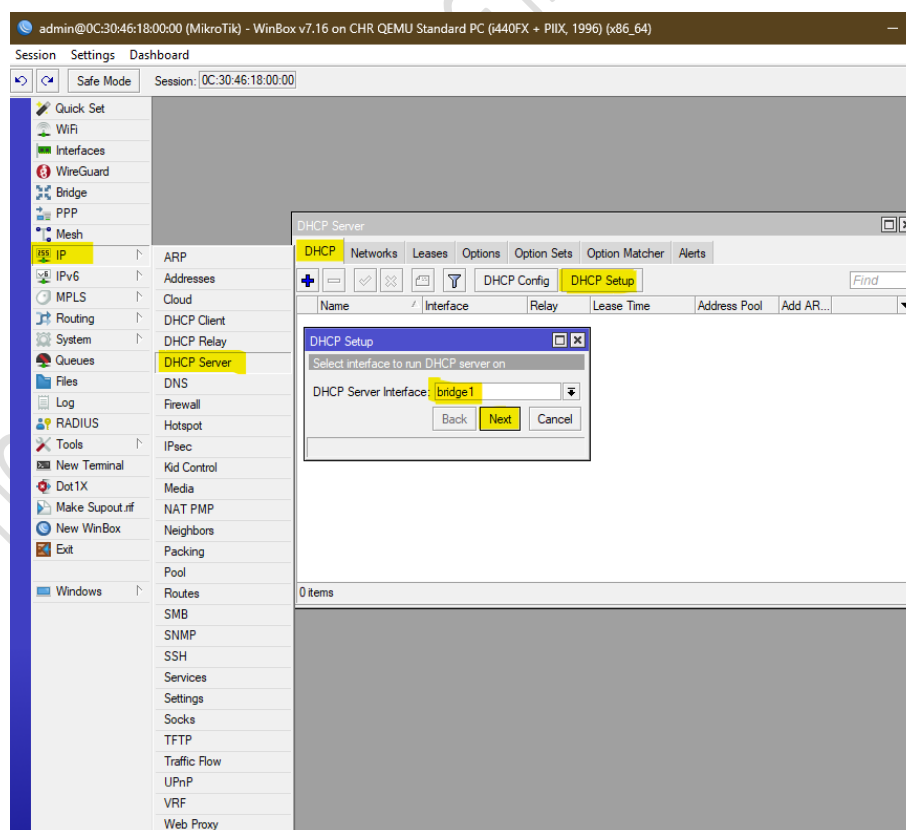 admin@0C:30:46:18:00:00 (MikroTik) - WinBox v7.16 on CHR QEMU Standard PC (i440FX + PIIX, 1996) (x86_64)
Session Settings Dashboard
Safe Mode Session: 0C:30:46:18:00:00
Quick Set
WiFi
Interfaces
WireGuard
Bridge
PPP
Mesh
IP
IPv6
MPLS
Routing
System
Queues
Files
Log
RADIUS
Tools
New Terminal
Dot1X
Make Supout.rif
New WinBox
Exit
Windows
ARP
Addresses
Cloud
DHCP Client
DHCP Relay
DHCP Server
DNS
Firewall
Hotspot
IPsec
Kid Control
Media
NAT PMP
Neighbors
Packing
Pool
Routes
SMB
SNMP
SSH
Services
Settings
Socks
TFTP
Traffic Flow
UPnP
VRF
Web Proxy
DHCP Server
DHCP Networks Leases Options Option Sets Option Matcher Alerts
DHCP Config DHCP Setup Find
Name Interface Relay Lease Time Address Pool Add AR...
DHCP Setup
Select interface to run DHCP server on
DHCP Server Interface: bridge1
Back Next Cancel
0 items